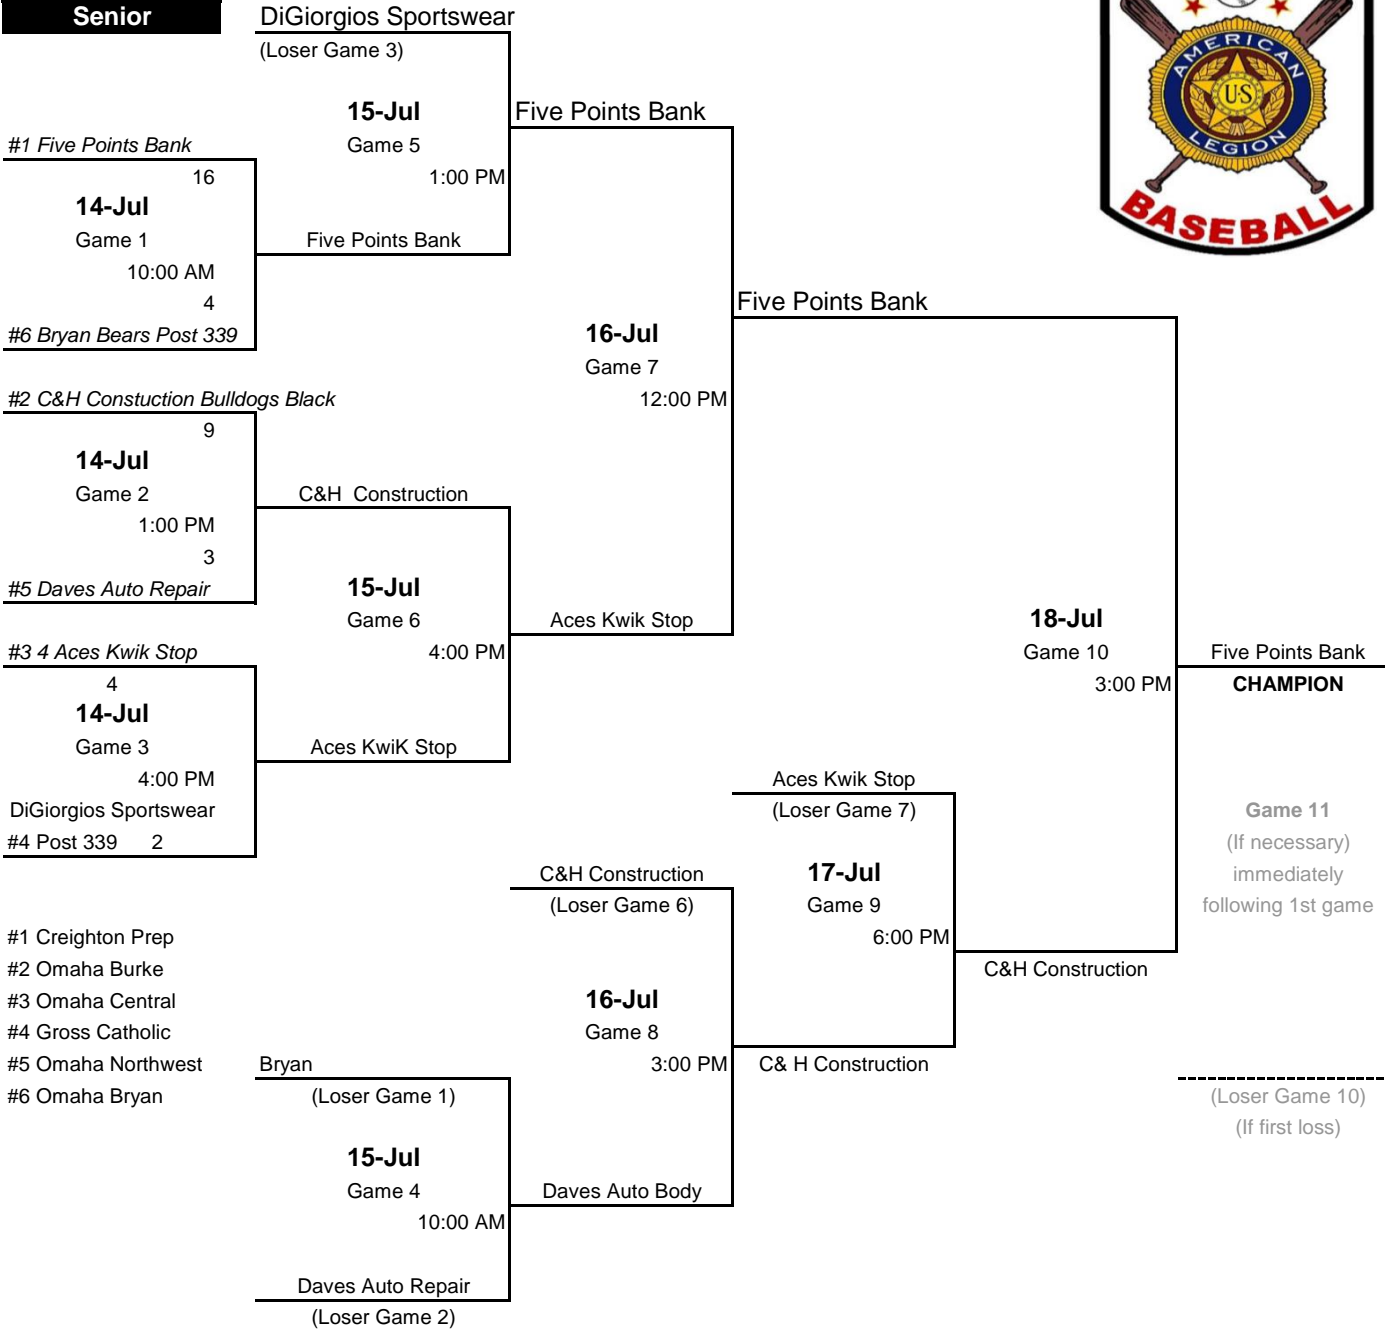 Senior
DiGiorgios Sportswear
(Loser Game 3)
AMERICAN
US
LEGION
BASEBALL
15-Jul
Five Points Bank
#1 Five Points Bank
Game 5
16
1:00 PM
14-Jul
Game 1
Five Points Bank
10:00 AM
4
Five Points Bank
#6 Bryan Bears Post 339
16-Jul
Game 7
#2 C&H Constuction Bulldogs Black
12:00 PM
9
14-Jul
Game 2
C&H  Construction
1:00 PM
3
#5 Daves Auto Repair
15-Jul
Game 6
Aces Kwik Stop
18-Jul
#3 4 Aces Kwik Stop
4:00 PM
Game 10
Five Points Bank
4
3:00 PM
CHAMPION
14-Jul
Game 3
Aces KwiK Stop
4:00 PM
Aces Kwik Stop
DiGiorgios Sportswear
(Loser Game 7)
Game 11
#4 Post 339 2
(If necessary)
C&H Construction
17-Jul
immediately
(Loser Game 6)
Game 9
following 1st game
#1 Creighton Prep
6:00 PM
#2 Omaha Burke
C&H Construction
#3 Omaha Central
16-Jul
#4 Gross Catholic
Game 8
#5 Omaha Northwest
Bryan
3:00 PM
C& H Construction
#6 Omaha Bryan
(Loser Game 1)
(Loser Game 10)
(If first loss)
15-Jul
Game 4
Daves Auto Body
10:00 AM
Daves Auto Repair
(Loser Game 2)